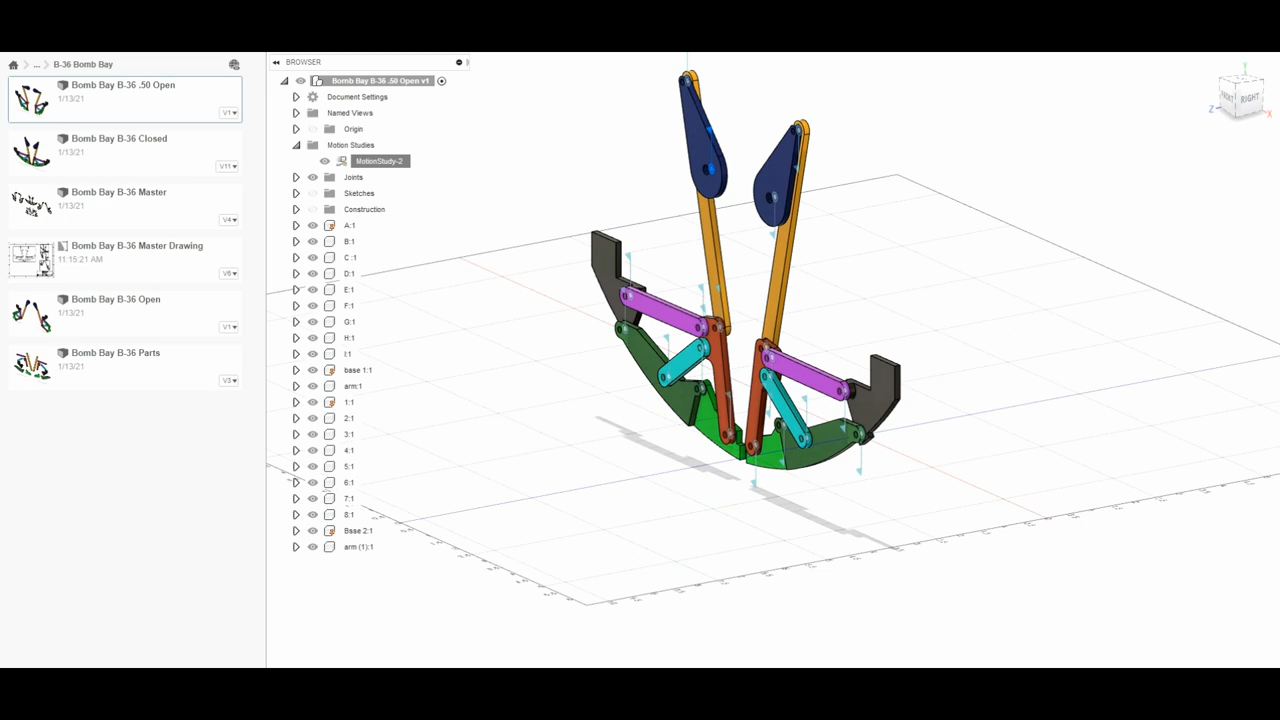 ... B-36 Bomb Bay
Bomb Bay B-36 .50 Open
1/13/21
V1
Bomb Bay B-36 Closed
1/13/21
V11
Bomb Bay B-36 Master
1/13/21
V4
Bomb Bay B-36 Master Drawing
11:15:21 AM
V6
Bomb Bay B-36 Open
1/13/21
V1
Bomb Bay B-36 Parts
1/13/21
V3
BROWSER
Bomb Bay B-36 .50 Open v1
Document Settings
Named Views
Origin
Motion Studies
MotionStudy-2
Joints
Sketches
Construction
A:1
B:1
C :1
D:1
E:1
F:1
G:1
H:1
I:1
base 1:1
arm:1
1:1
2:1
3:1
4:1
5:1
6:1
7:1
8:1
Base 2:1
arm (1):1
Y
FRONT
RIGHT
Z
X